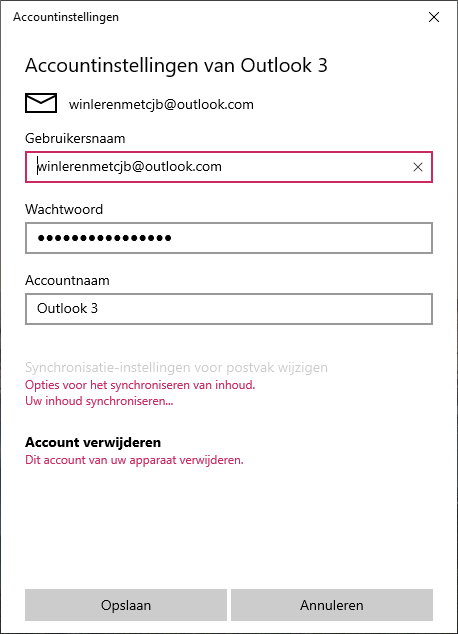 Accountinstellingen
Accountinstellingen van Outlook 3
winlerenmetcjb@outlook.com
Gebruikersnaam
winlerenmetcjb@outlook.com
Wachtwoord
●●●●●●●●●●●●●●●●
Accountnaam
Outlook 3
Synchronisatie-instellingen voor postvak wijzigen
Opties voor het synchroniseren van inhoud.
Uw inhoud synchroniseren...
Account verwijderen
Dit account van uw apparaat verwijderen.
Opslaan
Annuleren